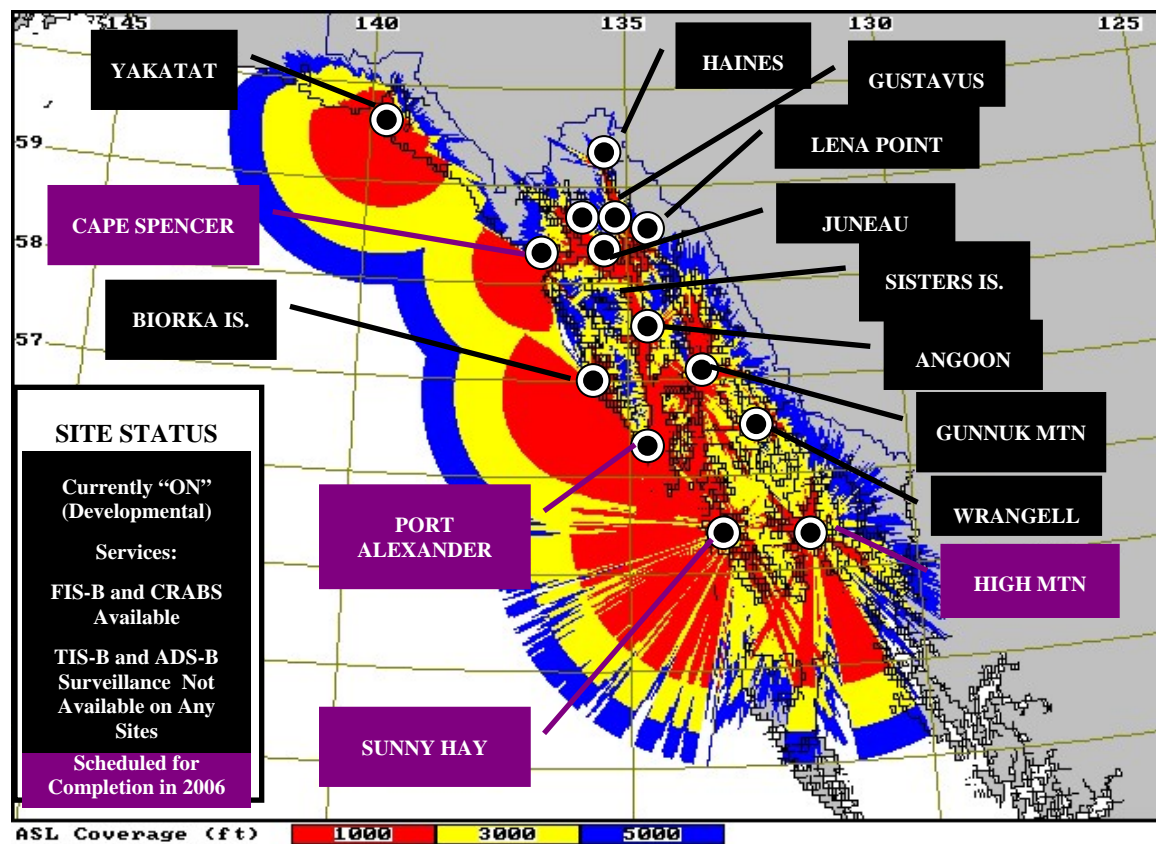 145
140
135
130
125
YAKATAT
HAINES
GUSTAVUS
LENA POINT
59
CAPE SPENCER
JUNEAU
58
SISTERS IS.
BIORKA IS.
57
ANGOON
GUNNUK MTN
WRANGELL
PORT
ALEXANDER
HIGH MTN
SUNNY HAY
SITE STATUS
Currently “ON”
(Developmental)
Services:
FIS-B and CRABS
Available
TIS-B and ADS-B
Surveillance Not
Available on Any
Sites
Scheduled for
Completion in 2006
ASL Coverage (ft) 1000 3000 5000